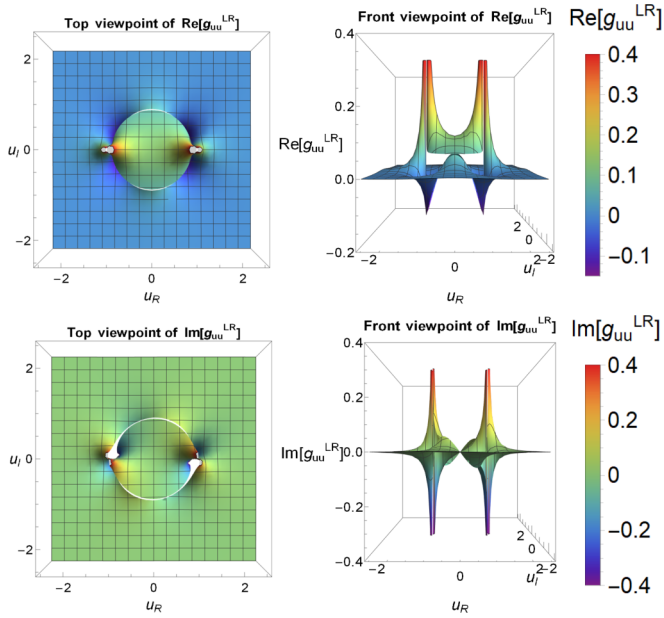 Top viewpoint of Re[g_uu^LR]
2
u_I 0
−2
−2 0 2
u_R
Front viewpoint of Re[g_uu^LR]
0.4
0.2
Re[g_uu^LR]
0.0
−0.2
−2 0 2
u_R
2
0
u_I
−2
Re[g_uu^LR]
0.4
0.3
0.2
0.1
0
−0.1
Top viewpoint of Im[g_uu^LR]
2
u_I 0
−2
−2 0 2
u_R
Front viewpoint of Im[g_uu^LR]
0.4
0.2
Im[g_uu^LR] 0.0
−0.2
−0.4
−2 0 2
u_R
2
0
u_I
−2
Im[g_uu^LR]
0.4
0.2
0
−0.2
−0.4